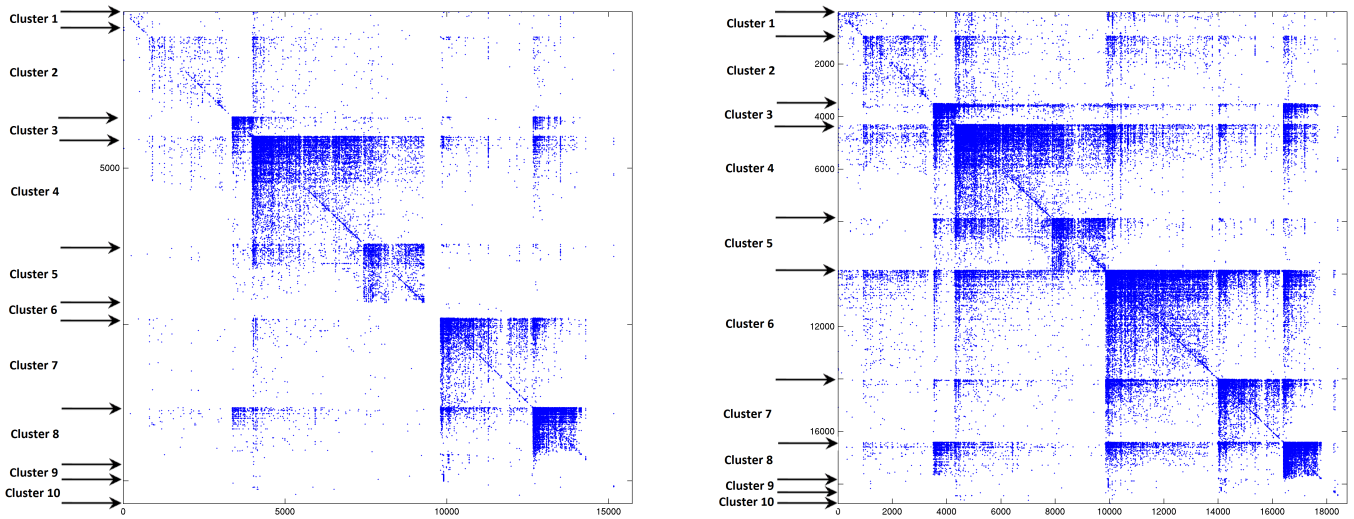 Cluster 1
Cluster 2
Cluster 3
5000
Cluster 4
Cluster 5
Cluster 6
Cluster 7
Cluster 8
Cluster 9
Cluster 10
0 5000 10000 15000
Cluster 1
2000
Cluster 2
Cluster 3
4000
Cluster 4
6000
Cluster 5
Cluster 6
12000
Cluster 7
16000
Cluster 8
Cluster 9
Cluster 10
0 2000 4000 6000 8000 10000 12000 14000 16000 18000